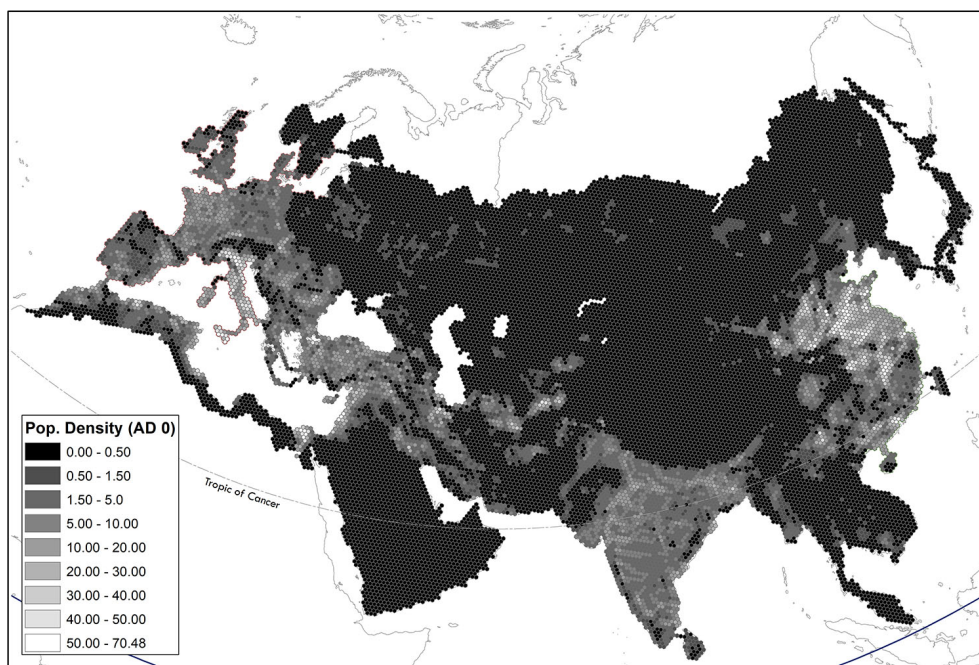 Tropic of Cancer
Pop. Density (AD 0)
0.00 - 0.50
0.50 - 1.50
1.50 - 5.0
5.00 - 10.00
10.00 - 20.00
20.00 - 30.00
30.00 - 40.00
40.00 - 50.00
50.00 - 70.48